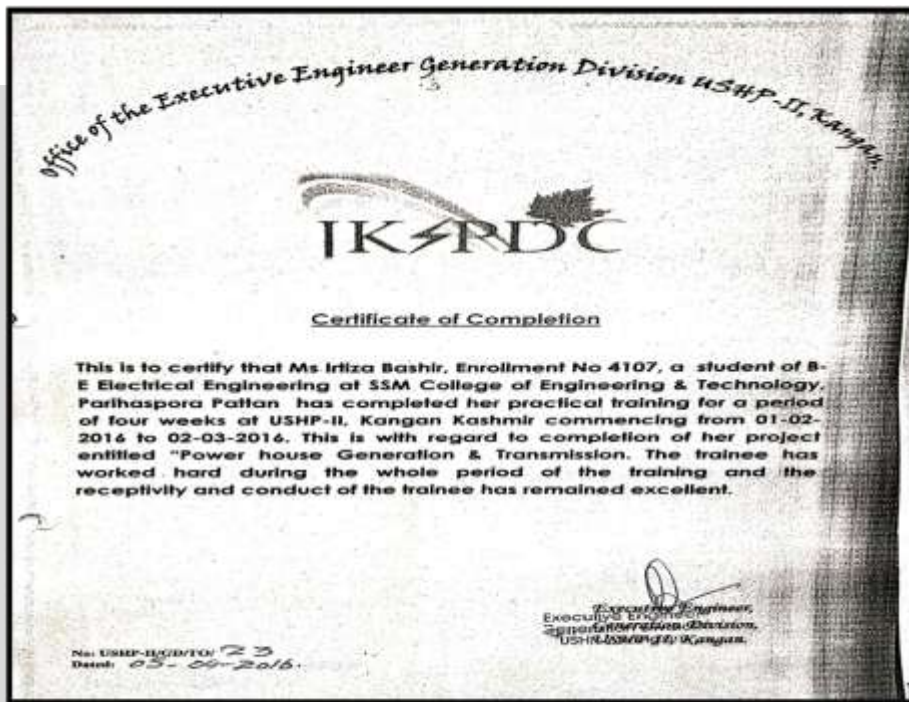 Office of the Executive Engineer Generation Division USHP-II, Kangan.
JKSPDC
Certificate of Completion
This is to certify that Ms Irtiza Bashir, Enrollment No 4107, a student of B-
E Electrical Engineering at SSM College of Engineering & Technology,
Parihaspora Pattan has completed her practical training for a period
of four weeks at USHP-II, Kangan Kashmir commencing from 01-02-
2016 to 02-03-2016. This is with regard to completion of her project
entitled "Power house Generation & Transmission. The trainee has
worked hard during the whole period of the training and the
receptivity and conduct of the trainee has remained excellent.
Executive Engineer,
Executive Engineer
Generation Division,
USHP-II, Kangan.
No: USHP-II/GD/TO/ 23
Dated: 05-04-2016.